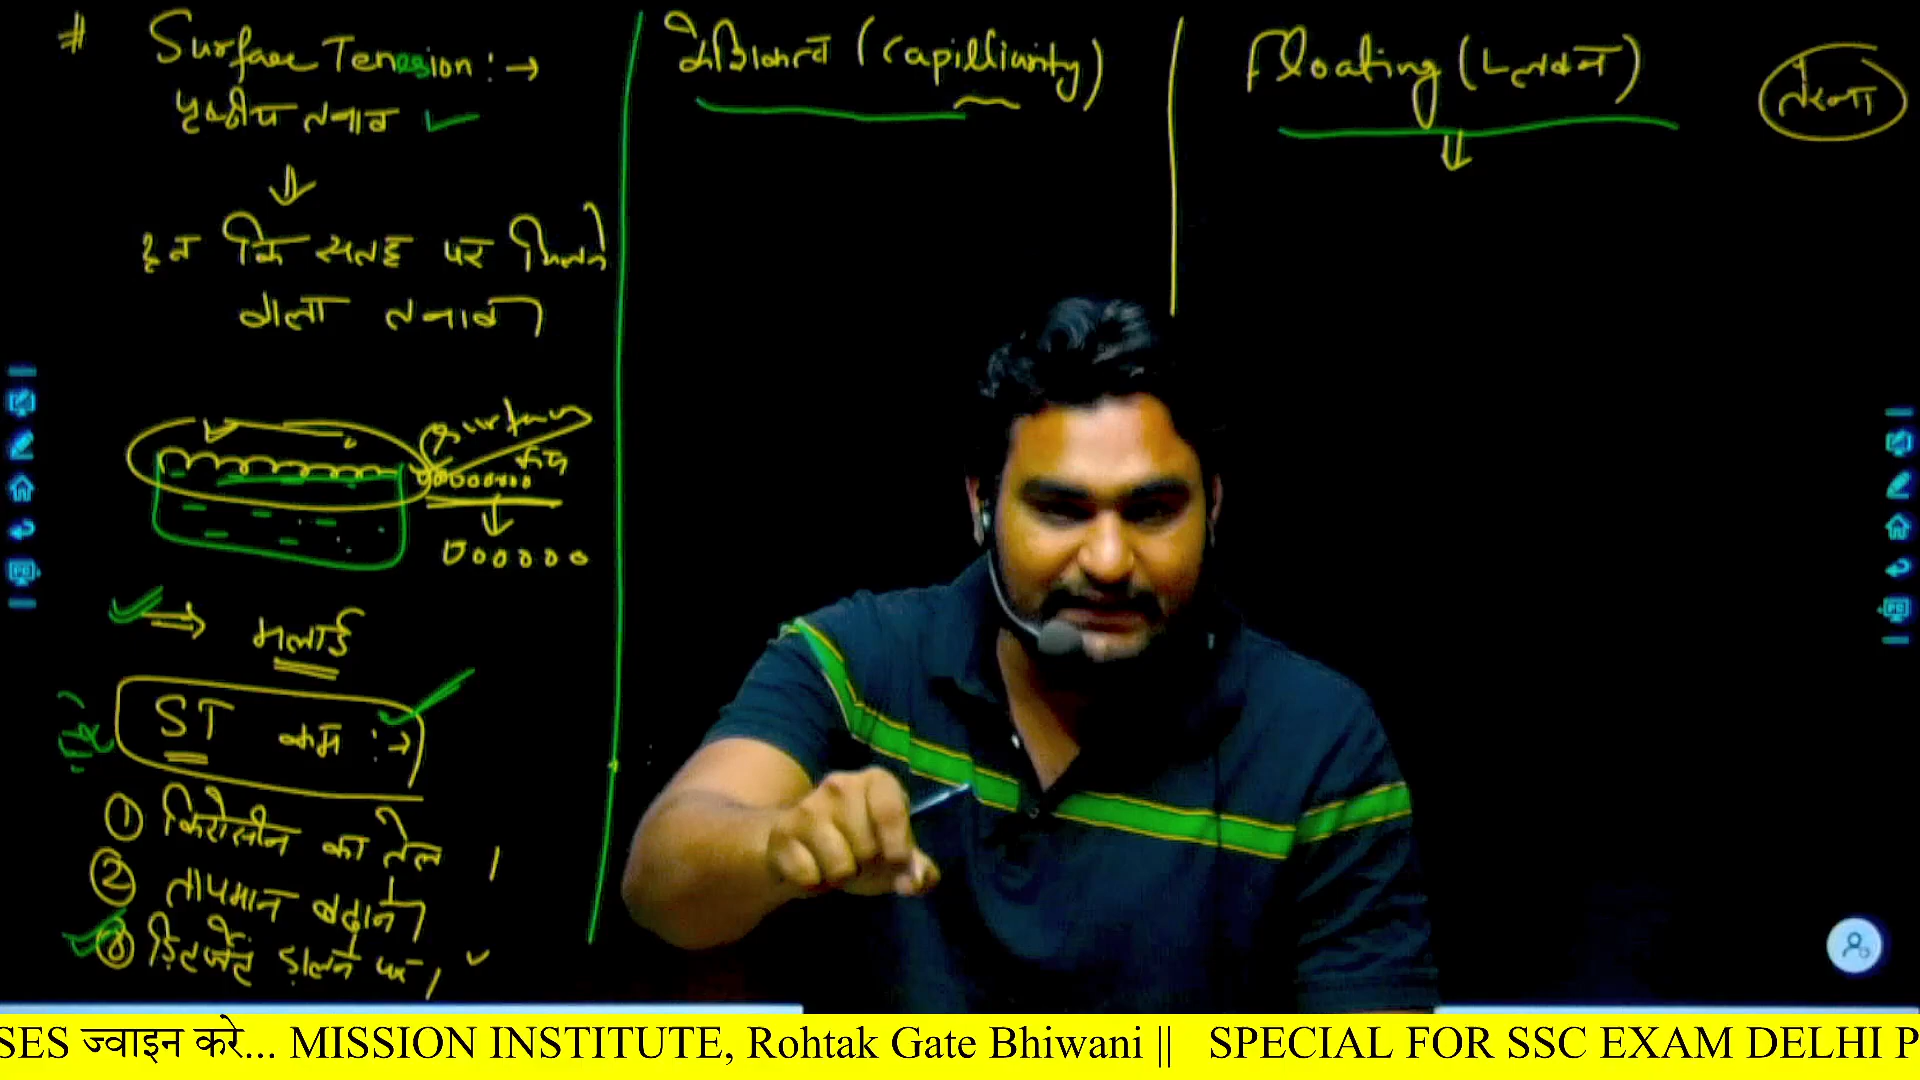 # Surface Tension :→
पृष्ठीय तनाव
द्रव कि सतह पर मिलने
वाला तनाव।
Surface
मलाई
ST कम :→
① किरोसीन का तेल।
② तापमान बढ़ाने।
③ डिटर्जेंट डालने पर।
केशिकत्व (Capilliarity)
Floating (प्लवन)
तैरना
SES ज्वाइन करे... MISSION INSTITUTE, Rohtak Gate Bhiwani || SPECIAL FOR SSC EXAM DELHI P